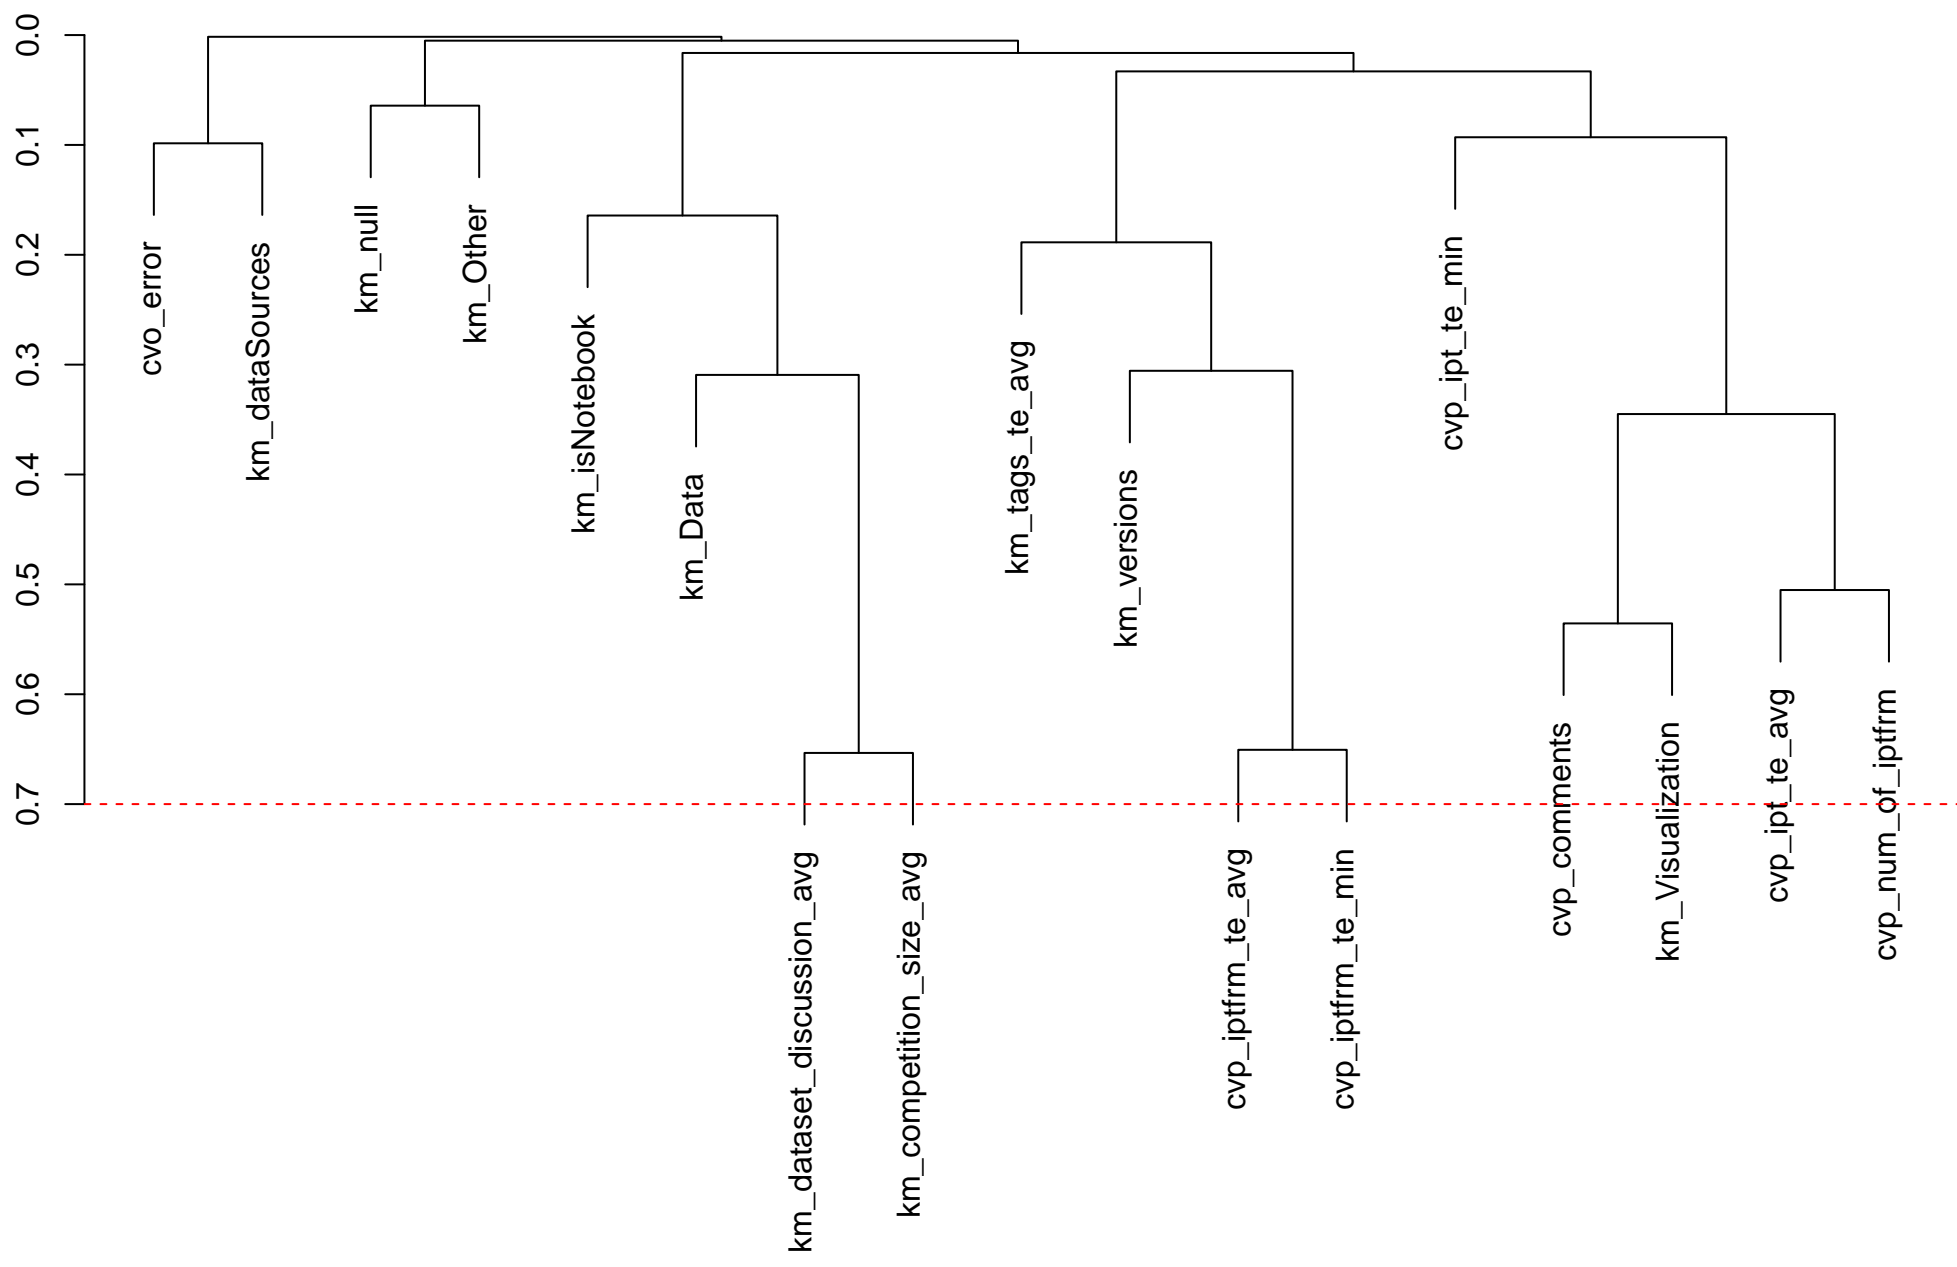 0.0
0.1
0.2
0.3
0.4
0.5
0.6
0.7
cvo_error
km_dataSources
km_null
km_Other
km_isNotebook
km_Data
km_dataset_discussion_avg
km_competition_size_avg
km_tags_te_avg
km_versions
cvp_iptfrm_te_avg
cvp_iptfrm_te_min
cvp_ipt_te_min
cvp_comments
km_Visualization
cvp_ipt_te_avg
cvp_num_of_iptfrm